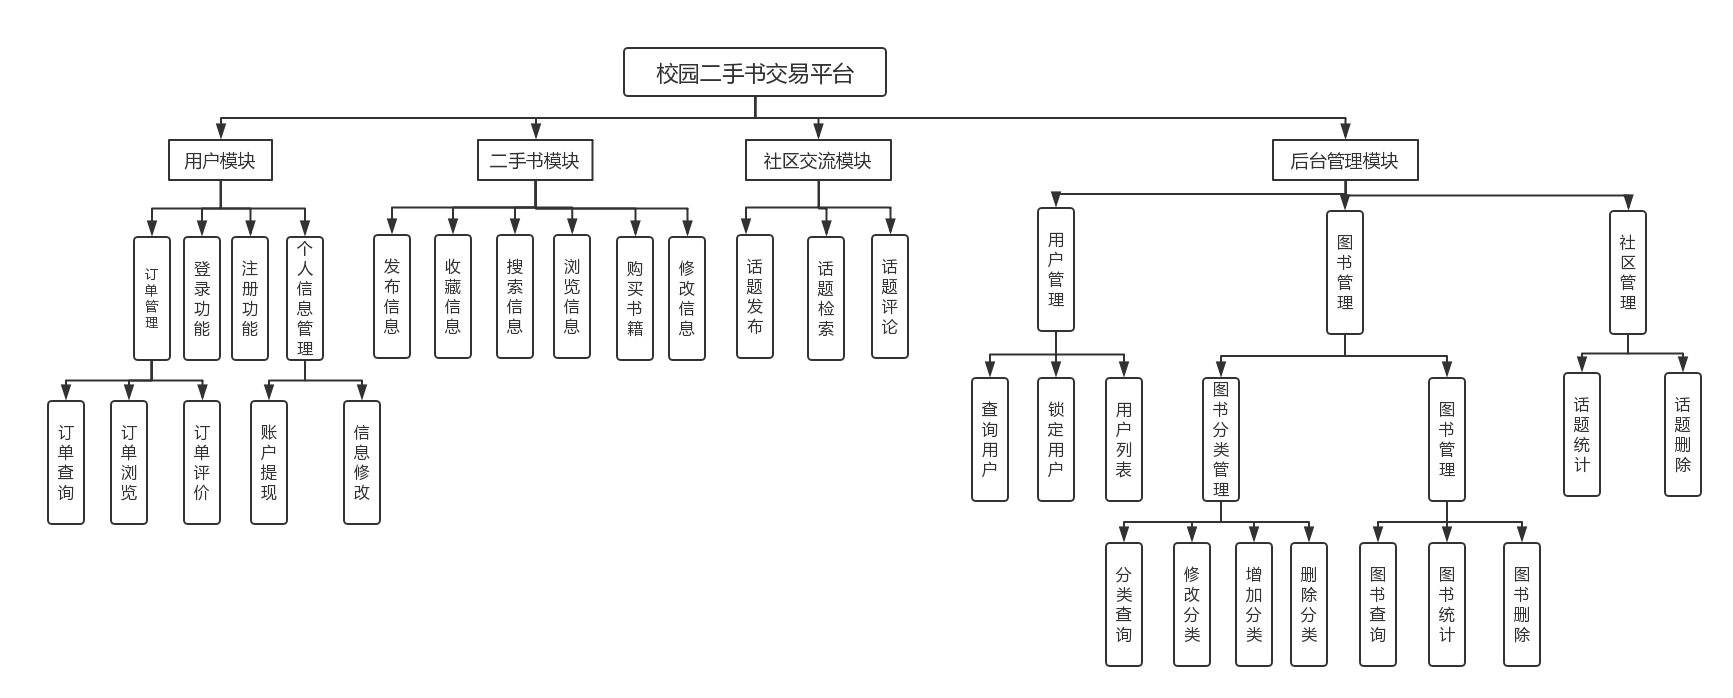 校园二手书交易平台
用户模块
二手书模块
社区交流模块
后台管理模块
订单管理
登录功能
注册功能
个人信息管理
发布信息
收藏信息
搜索信息
浏览信息
购买书籍
修改信息
话题发布
话题检索
话题评论
用户管理
图书管理
社区管理
订单查询
订单浏览
订单评价
账户提现
信息修改
查询用户
锁定用户
用户列表
图书分类管理
图书管理
话题统计
话题删除
分类查询
修改分类
增加分类
删除分类
图书查询
图书统计
图书删除